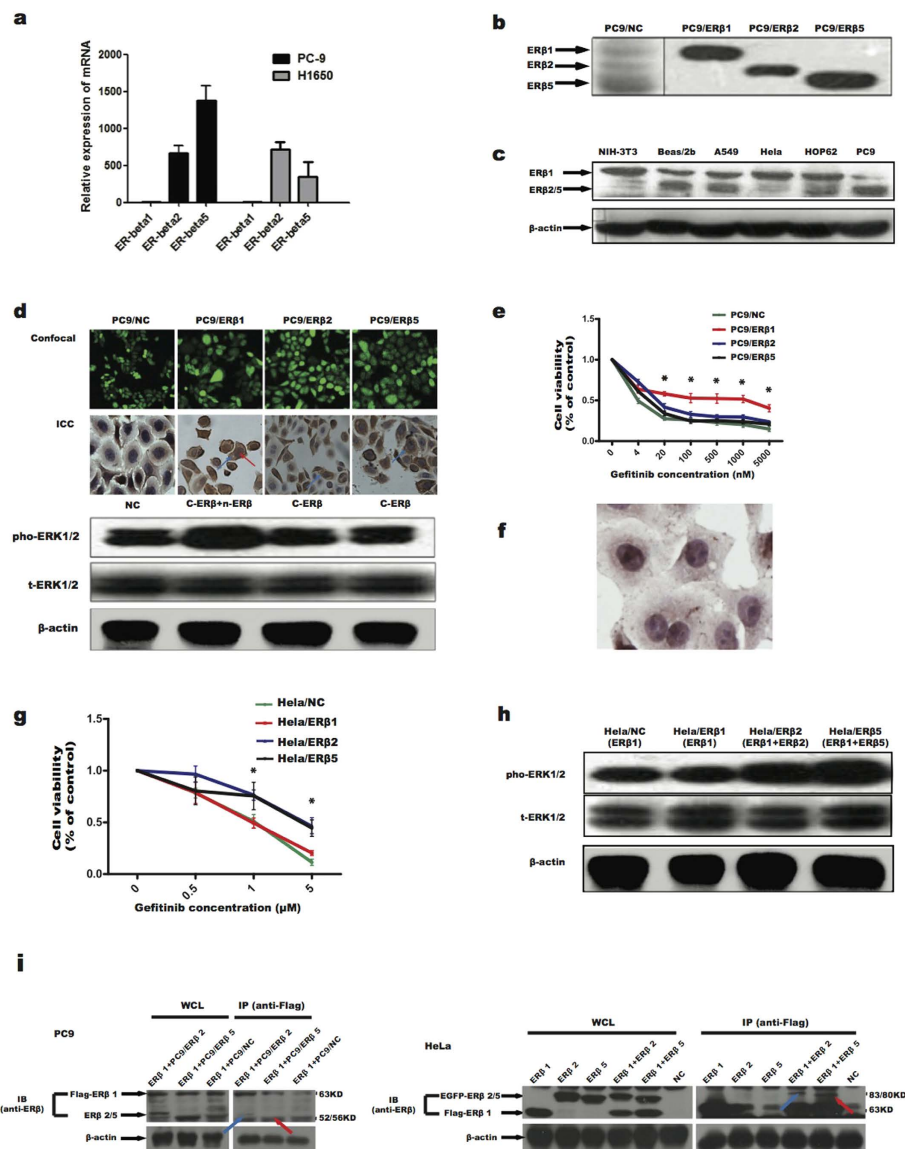 a
Relative expression of mRNA
2000
1500
1000
500
0
PC-9
H1650
ER-beta1
ER-beta2
ER-beta5
ER-beta1
ER-beta2
ER-beta5
b
PC9/NC PC9/ERβ1 PC9/ERβ2 PC9/ERβ5
ERβ1
ERβ2
ERβ5
c
NIH-3T3 Beas/2b A549 Hela HOP62 PC9
ERβ1
ERβ2/5
β-actin
d
PC9/NC PC9/ERβ1 PC9/ERβ2 PC9/ERβ5
Confocal
ICC
NC C-ERβ+n-ERβ C-ERβ C-ERβ
pho-ERK1/2
t-ERK1/2
β-actin
e
PC9/NC
PC9/ERβ1
PC9/ERβ2
PC9/ERβ5
Cell viabillity
(% of control)
1.5
1.0
0.5
0.0
* * * * *
0 4 20 100 500 1000 5000
Gefitinib concentration (nM)
f
g
Hela/NC
Hela/ERβ1
Hela/ERβ2
Hela/ERβ5
Cell viability
(% of control)
1.5
1.0
0.5
0.0
* *
0 0.5 1 5
Gefitinib concentration (μM)
h
Hela/NC Hela/ERβ1 Hela/ERβ2 Hela/ERβ5
(ERβ1) (ERβ1) (ERβ1+ERβ2) (ERβ1+ERβ5)
pho-ERK1/2
t-ERK1/2
β-actin
i
PC9
WCL IP (anti-Flag)
ERβ 1+PC9/ERβ 2
ERβ 1+PC9/ERβ 5
ERβ 1+PC9/NC
ERβ 1+PC9/ERβ 2
ERβ 1+PC9/ERβ 5
ERβ 1+PC9/NC
IB
(anti-ERβ)
Flag-ERβ 1
ERβ 2/5
63KD
52/56KD
β-actin
HeLa
WCL IP (anti-Flag)
ERβ 1
ERβ 2
ERβ 5
ERβ 1+ERβ 2
ERβ 1+ERβ 5
NC
ERβ 1
ERβ 2
ERβ 5
ERβ 1+ERβ 2
ERβ 1+ERβ 5
NC
IB
(anti-ERβ)
EGFP-ERβ 2/5
Flag-ERβ 1
83/80KD
63KD
β-actin